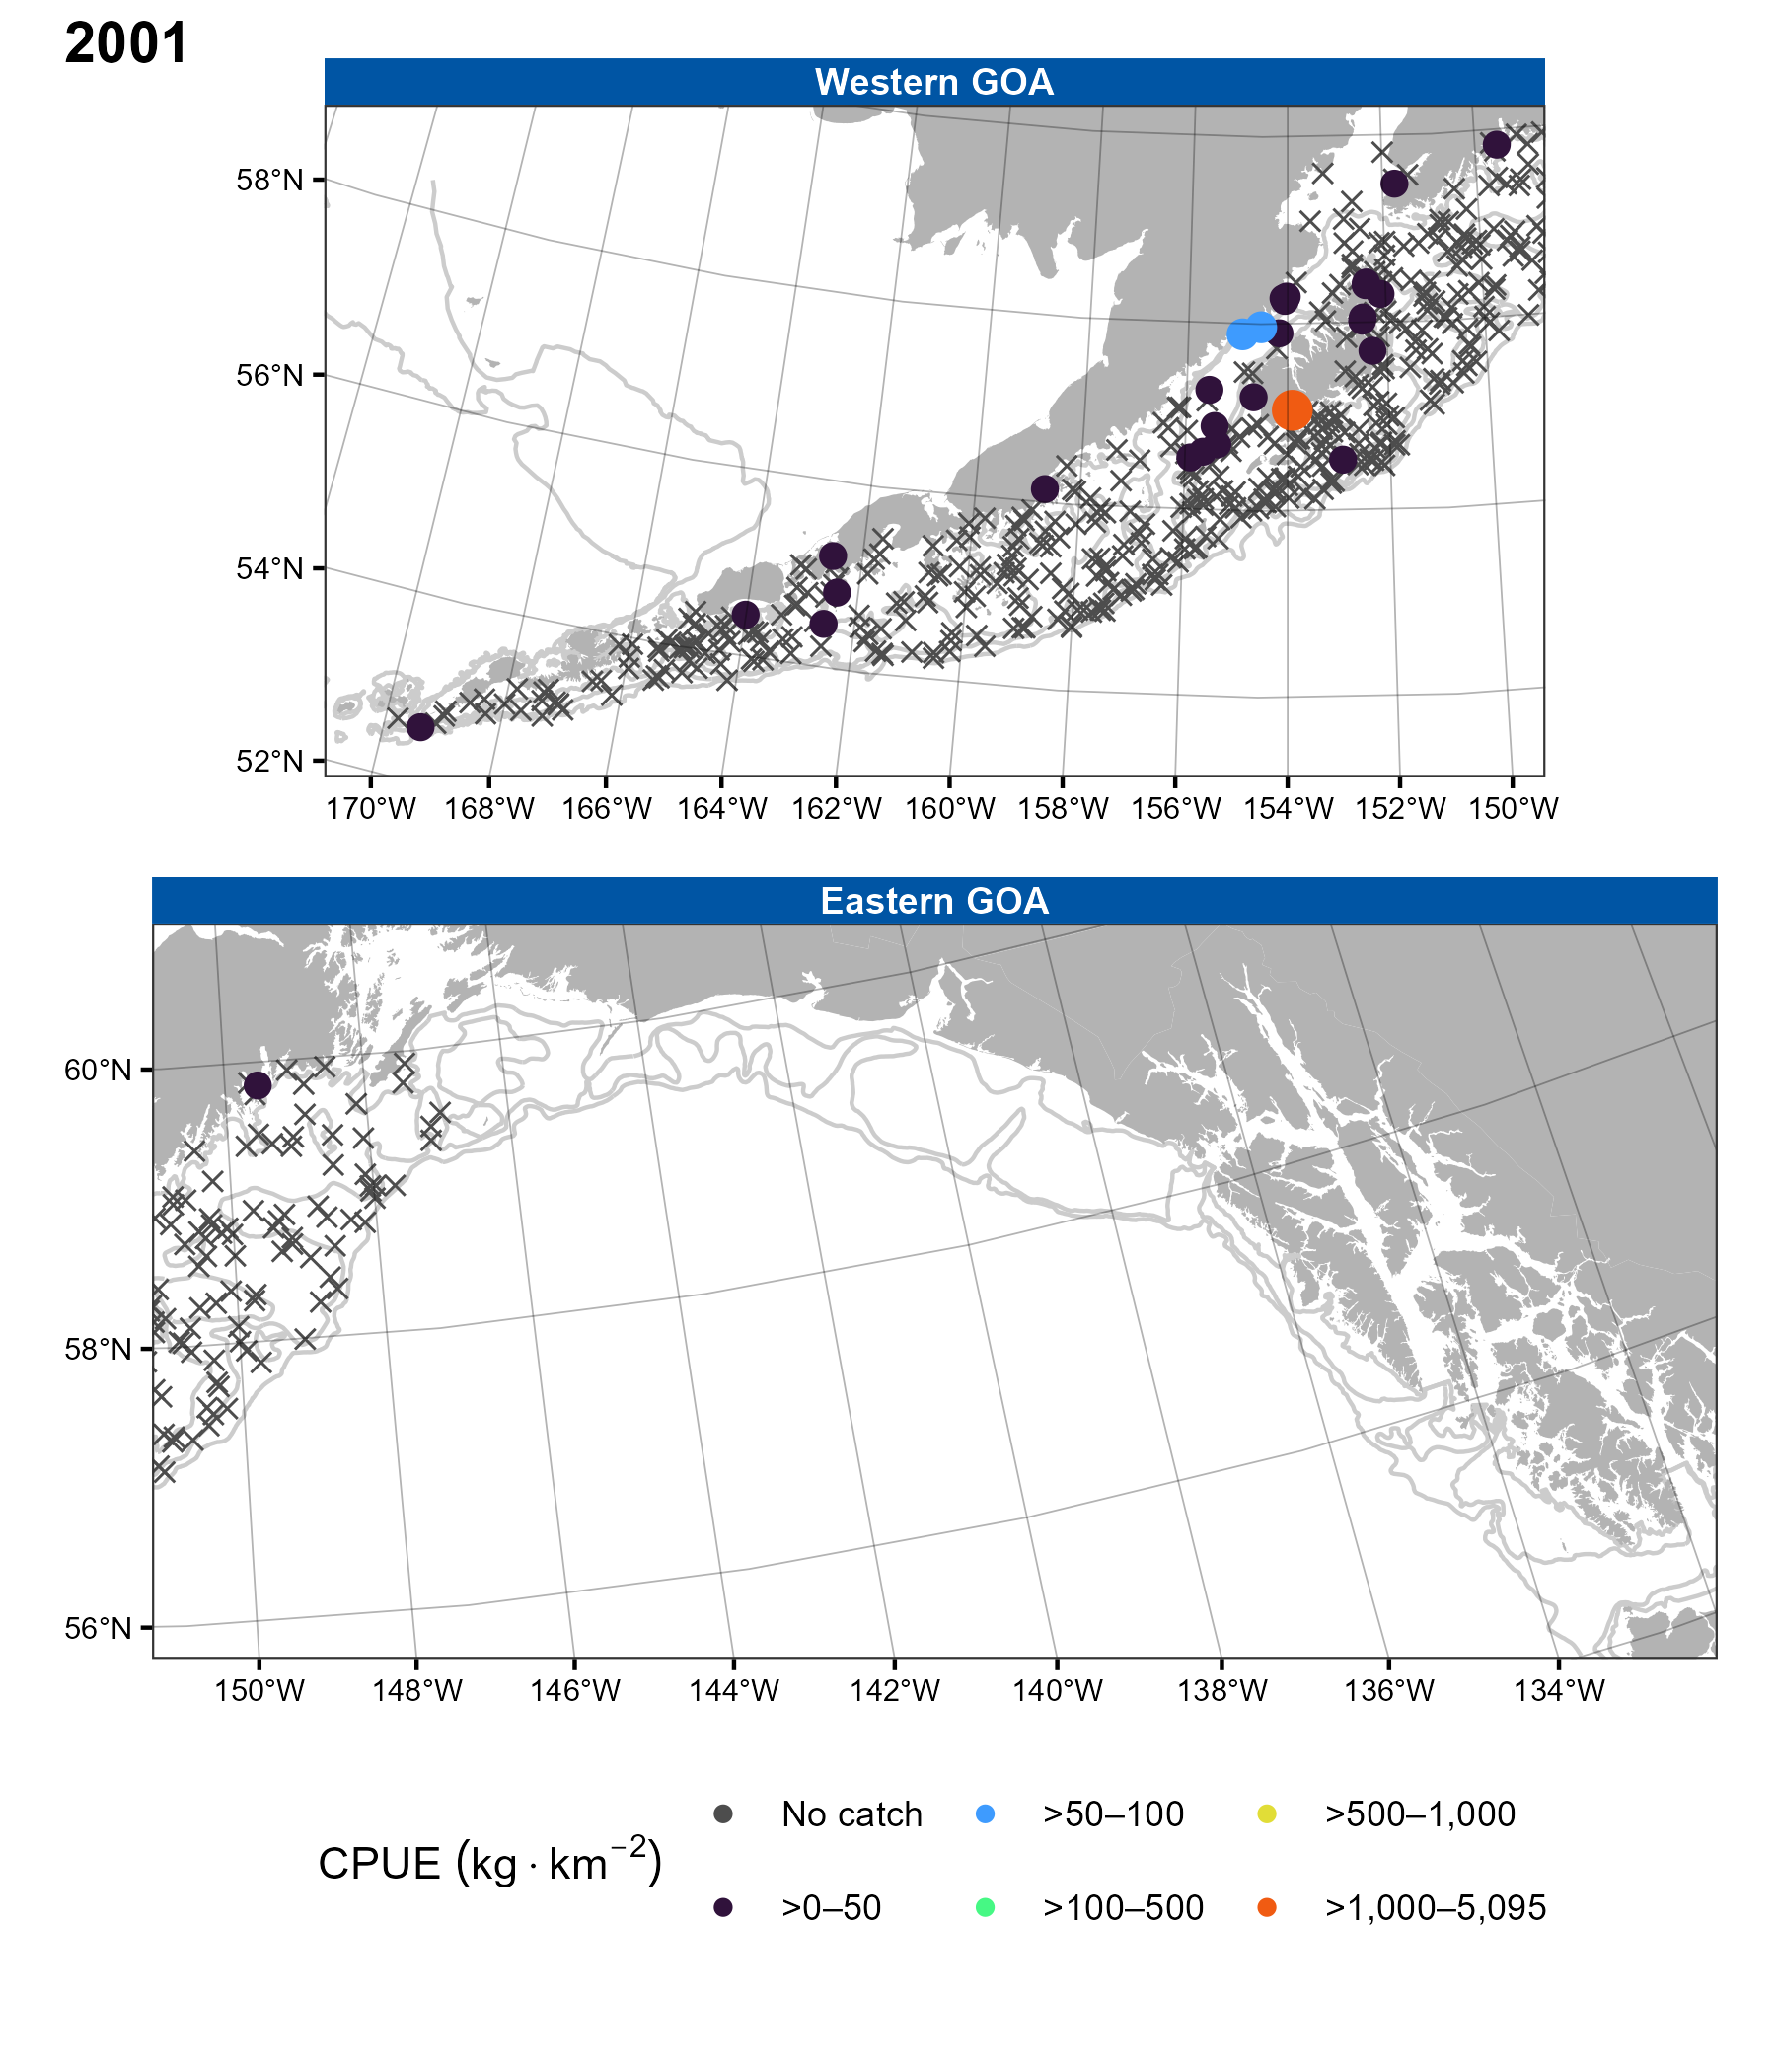 2001
Western GOA
58°N
56°N
54°N
52°N
170°W 168°W 166°W 164°W 162°W 160°W 158°W 156°W 154°W 152°W 150°W
Eastern GOA
60°N
58°N
56°N
150°W 148°W 146°W 144°W 142°W 140°W 138°W 136°W 134°W
No catch >50–100 >500–1,000
CPUE (kg · km⁻²)
>0–50 >100–500 >1,000–5,095